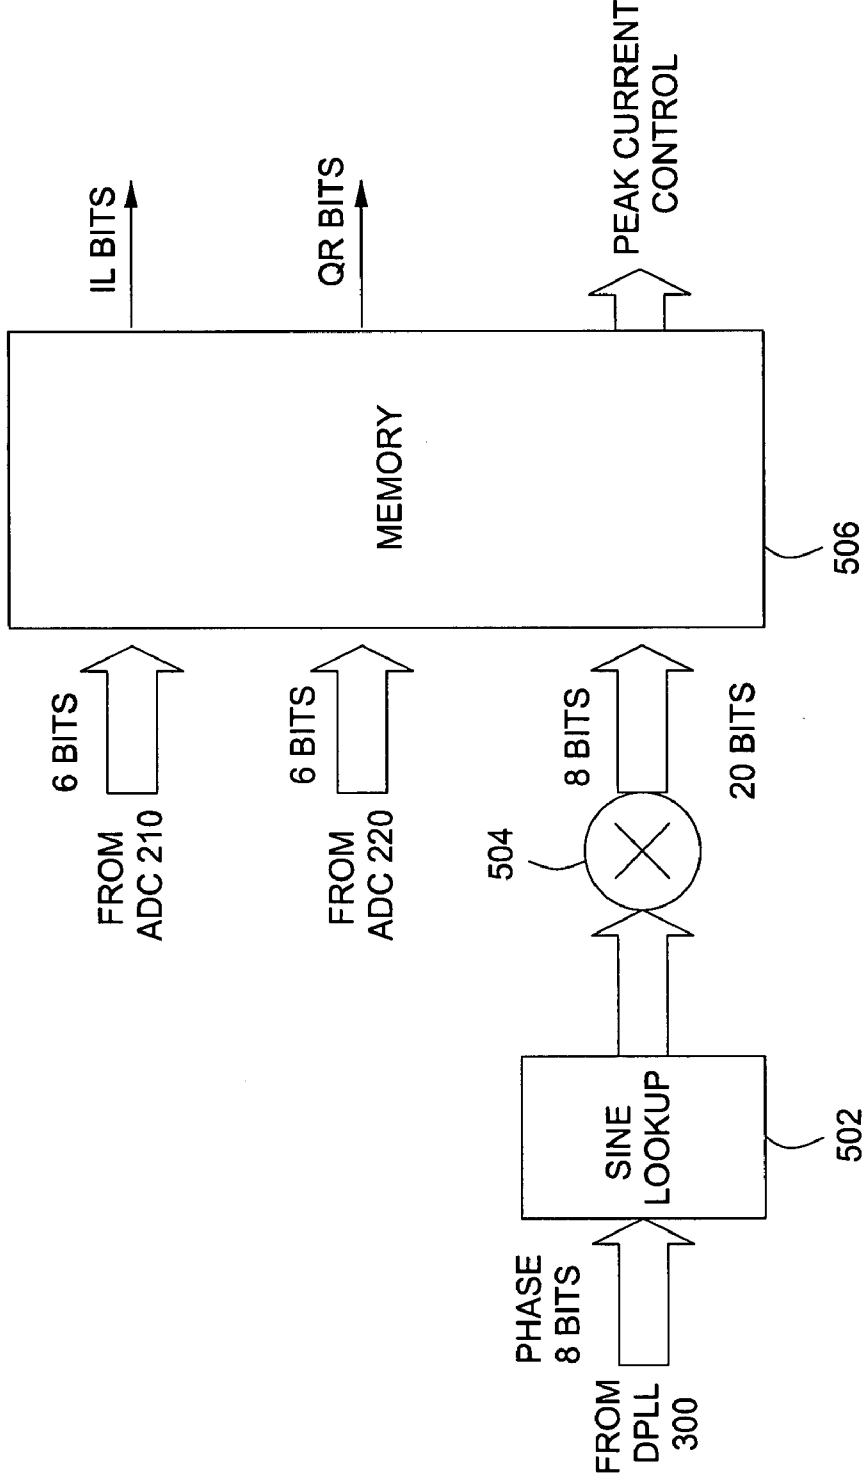 FROM
ADC 210
6 BITS
IL BITS
FROM
ADC 220
6 BITS
QR BITS
MEMORY
506
FROM
DPLL
300
PHASE
8 BITS
SINE
LOOKUP
502
504
8 BITS
20 BITS
PEAK CURRENT
CONTROL